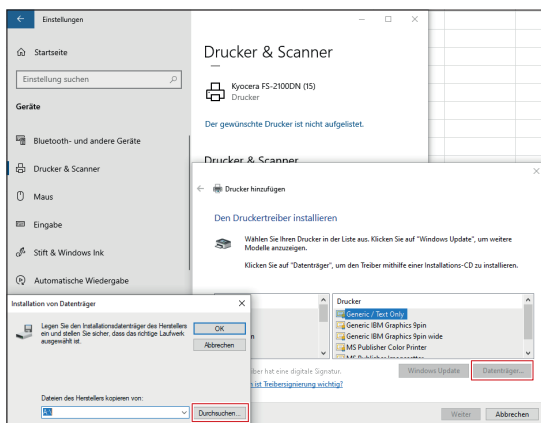 Einstellungen
Startseite
Einstellung suchen
Geräte
Bluetooth- und andere Geräte
Drucker & Scanner
Maus
Eingabe
Stift & Windows Ink
Automatische Wiedergabe
Drucker & Scanner
Kyocera FS-2100DN (15)
Drucker
Der gewünschte Drucker ist nicht aufgelistet.
Drucker & Scanner
Drucker hinzufügen
Den Druckertreiber installieren
Wählen Sie Ihren Drucker in der Liste aus. Klicken Sie auf "Windows Update", um weitere
Modelle anzuzeigen.
Klicken Sie auf "Datenträger", um den Treiber mithilfe einer Installations-CD zu installieren.
Drucker
Generic / Text Only
Generic IBM Graphics 9pin
Generic IBM Graphics 9pin wide
MS Publisher Color Printer
MS Publisher Imagesetter
hat eine digitale Signatur.
ist Treibersignierung wichtig?
Windows Update
Datenträger...
Weiter
Abbrechen
Installation von Datenträger
Legen Sie den Installationsdatenträger des Herstellers
ein und stellen Sie sicher, dass das richtige Laufwerk
ausgewählt ist.
OK
Abbrechen
Dateien des Herstellers kopieren von:
A:\
Durchsuchen...